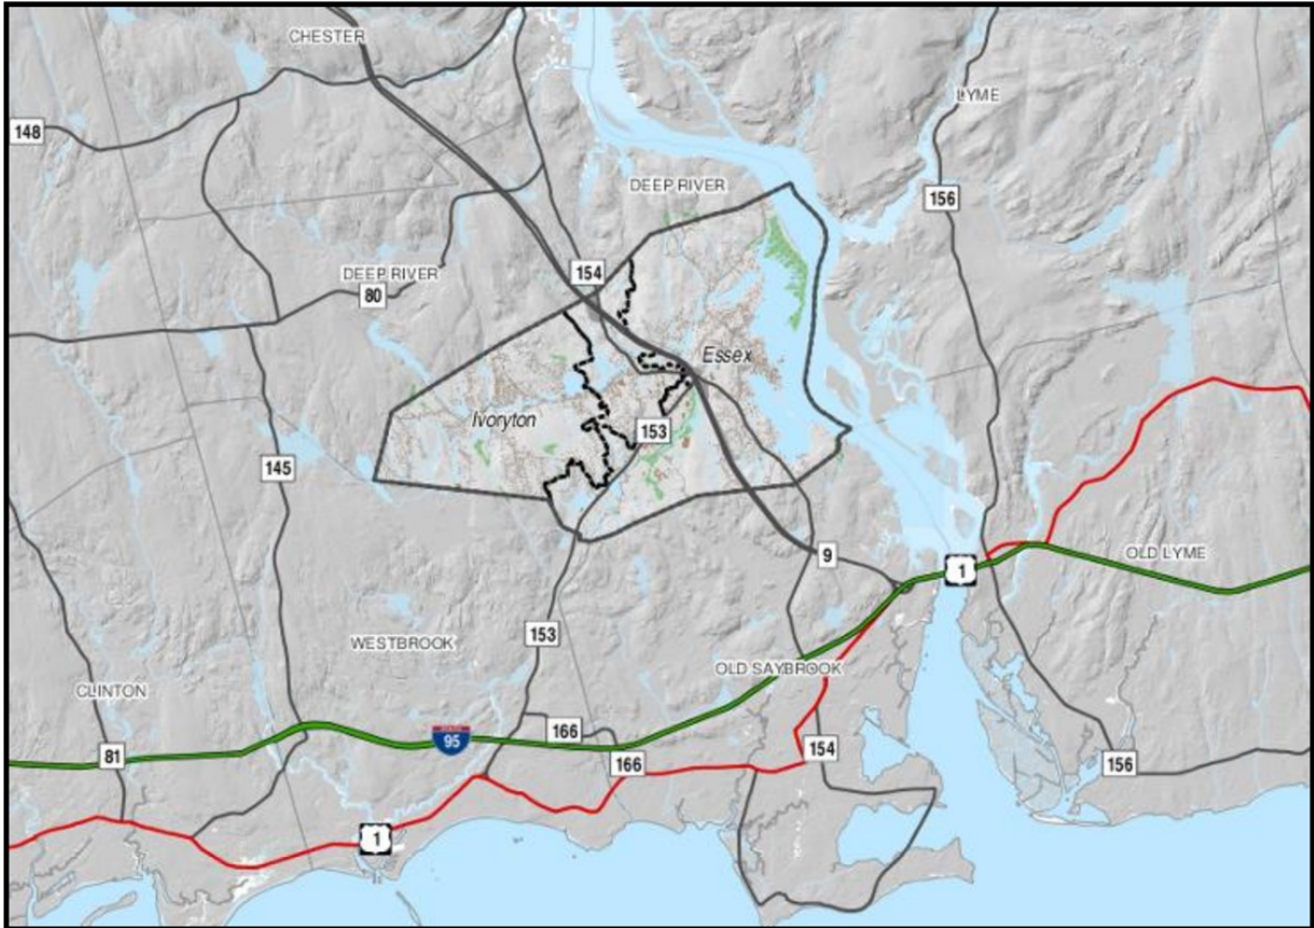 CHESTER
LYME
148
DEEP RIVER
156
154
DEEP RIVER
80
Essex
Ivoryton
153
145
9
OLD LYME
1
153
WESTBROOK
OLD SAYBROOK
CLINTON
166
95
81
154
166
156
1